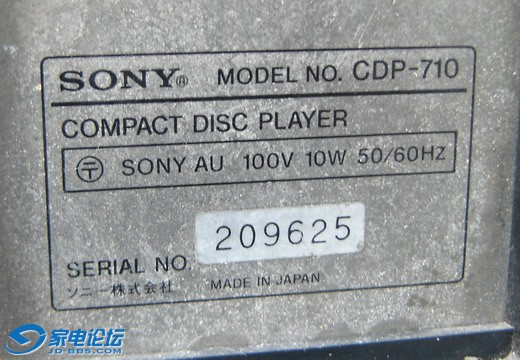 SONY® MODEL NO. CDP-710
COMPACT DISC PLAYER
〒 SONY AU 100V 10W 50/60Hz
209625
SERIAL NO.
ソニー株式会社 MADE IN JAPAN
家电论坛
JD-BBS.COM